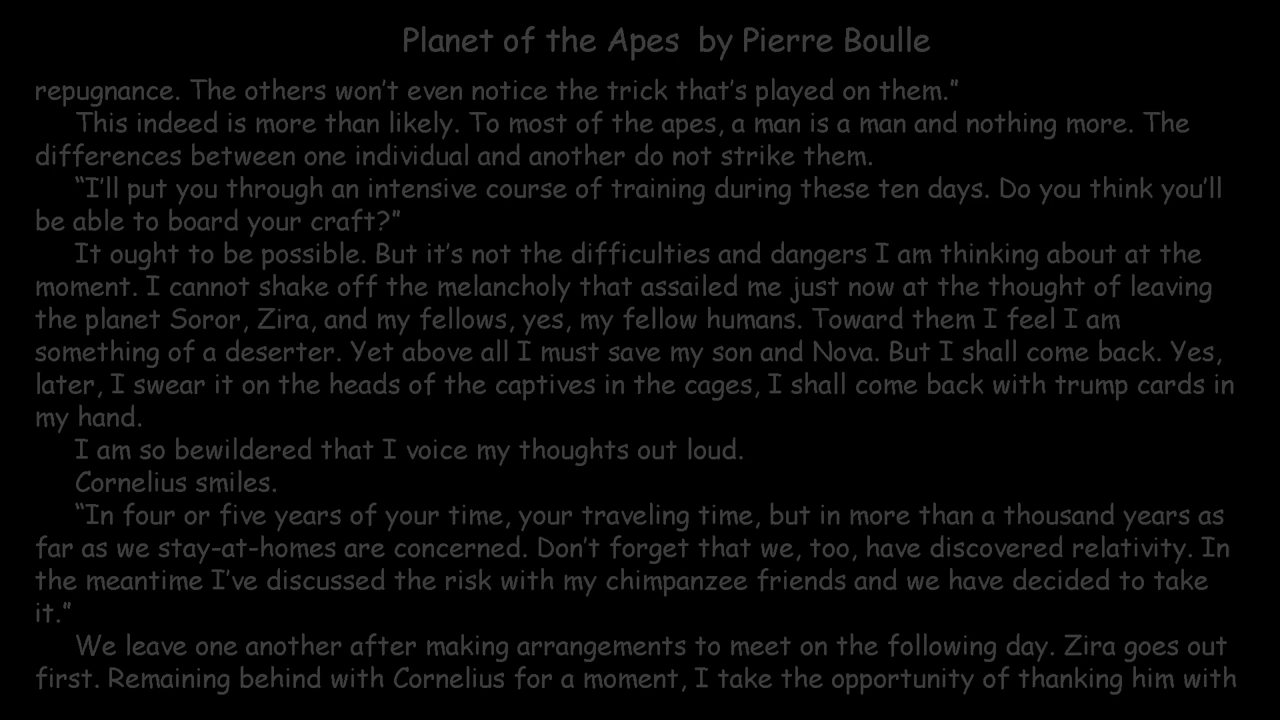 Planet of the Apes  by Pierre Boulle
repugnance. The others won’t even notice the trick that’s played on them.”
This indeed is more than likely. To most of the apes, a man is a man and nothing more. The
differences between one individual and another do not strike them.
“I’ll put you through an intensive course of training during these ten days. Do you think you’ll
be able to board your craft?”
It ought to be possible. But it’s not the difficulties and dangers I am thinking about at the
moment. I cannot shake off the melancholy that assailed me just now at the thought of leaving
the planet Soror, Zira, and my fellows, yes, my fellow humans. Toward them I feel I am
something of a deserter. Yet above all I must save my son and Nova. But I shall come back. Yes,
later, I swear it on the heads of the captives in the cages, I shall come back with trump cards in
my hand.
I am so bewildered that I voice my thoughts out loud.
Cornelius smiles.
“In four or five years of your time, your traveling time, but in more than a thousand years as
far as we stay-at-homes are concerned. Don’t forget that we, too, have discovered relativity. In
the meantime I’ve discussed the risk with my chimpanzee friends and we have decided to take
it.”
We leave one another after making arrangements to meet on the following day. Zira goes out
first. Remaining behind with Cornelius for a moment, I take the opportunity of thanking him with